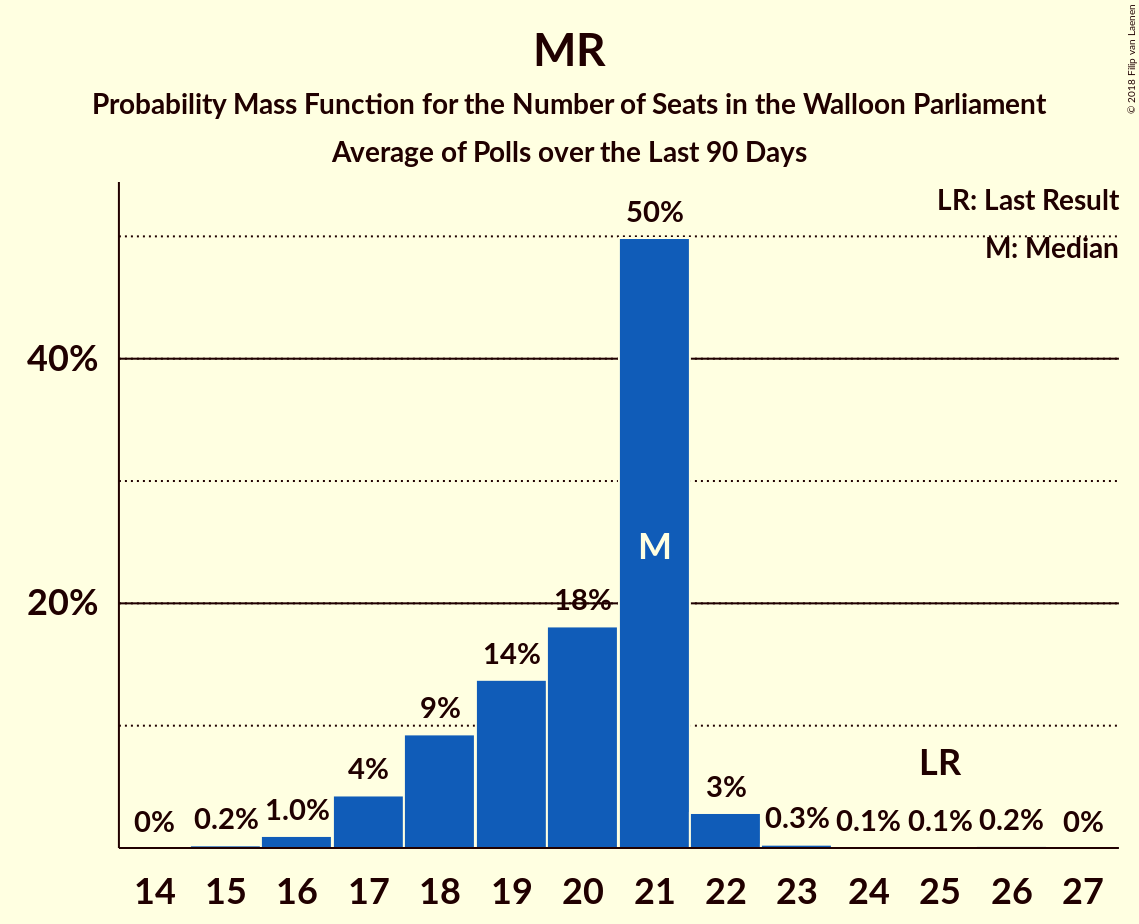 MR
Probability Mass Function for the Number of Seats in the Walloon Parliament
Average of Polls over the Last 90 Days
© 2018 Filip van Laenen
LR: Last Result
M: Median
50%
40%
M
20%
18%
14%
9%
LR
4%
3%
0% 0.2% 1.0% 0.3% 0.1% 0.1% 0.2% 0%
14 15 16 17 18 19 20 21 22 23 24 25 26 27